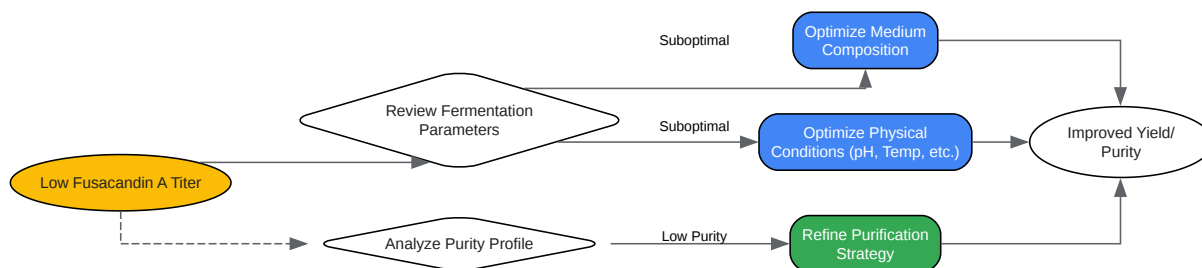 Suboptimal
Optimize Medium
Composition
Review Fermentation
Parameters
Suboptimal
Optimize Physical
Conditions (pH, Temp, etc.)
Improved Yield/
Purity
Low Fusacandin A Titer
Analyze Purity Profile
Low Purity
Refine Purification
Strategy